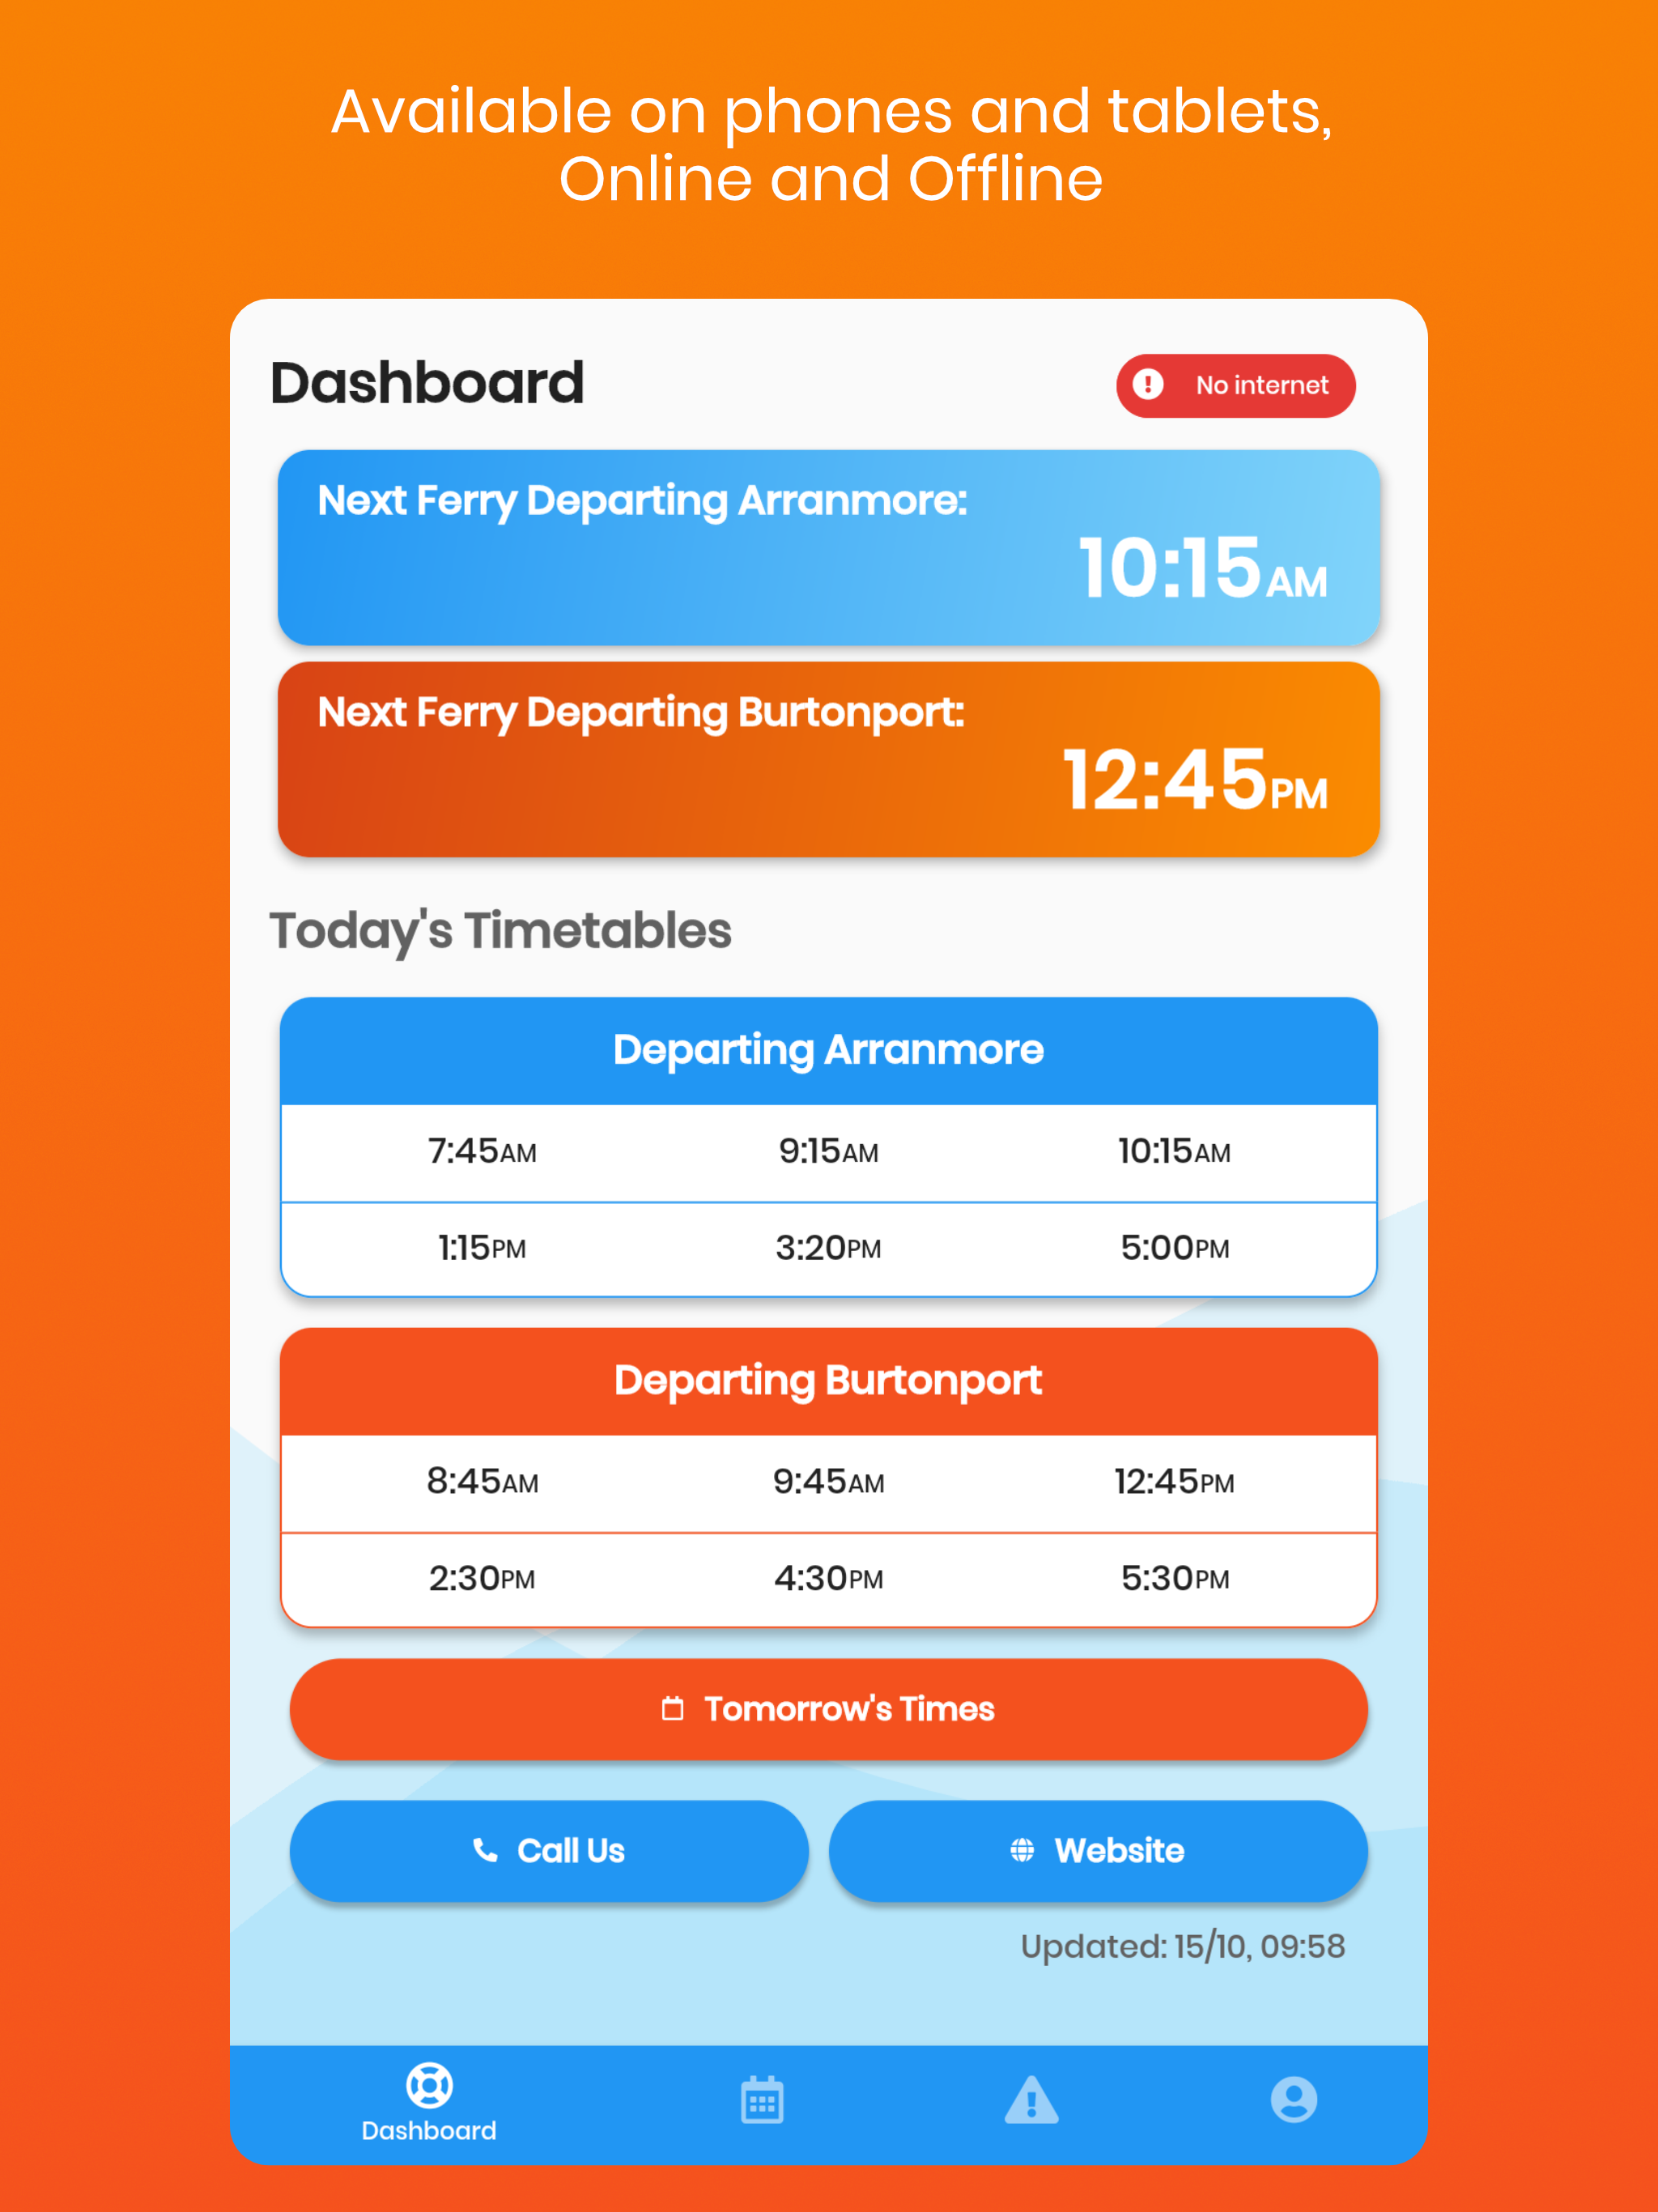 Available on phones and tablets,
Online and Offline
Dashboard
No internet
Next Ferry Departing Arranmore:
10:15AM
Next Ferry Departing Burtonport:
12:45PM
Today's Timetables
Departing Arranmore
7:45AM 9:15AM 10:15AM
1:15PM 3:20PM 5:00PM
Departing Burtonport
8:45AM 9:45AM 12:45PM
2:30PM 4:30PM 5:30PM
Tomorrow's Times
Call Us Website
Updated: 15/10, 09:58
Dashboard